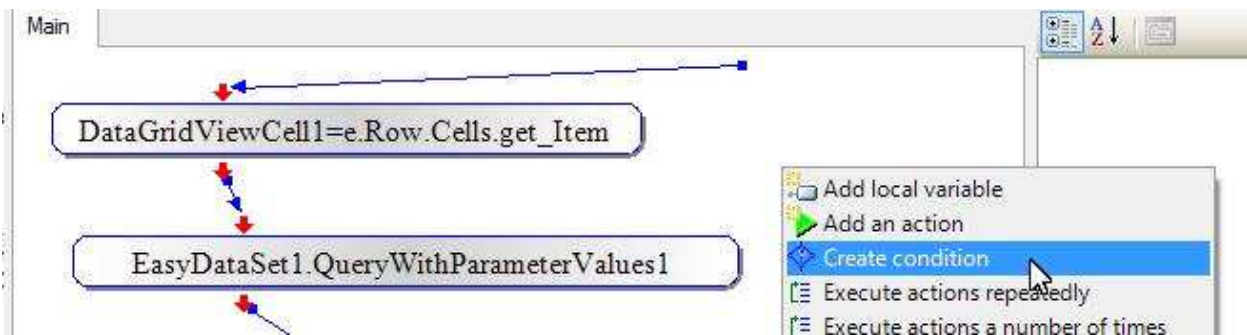 Main
DataGridViewCell1=e.Row.Cells.get_Item
Add local variable
Add an action
EasyDataSet1.QueryWithParameterValues1
Create condition
Execute actions repeatedly
Execute actions a number of times